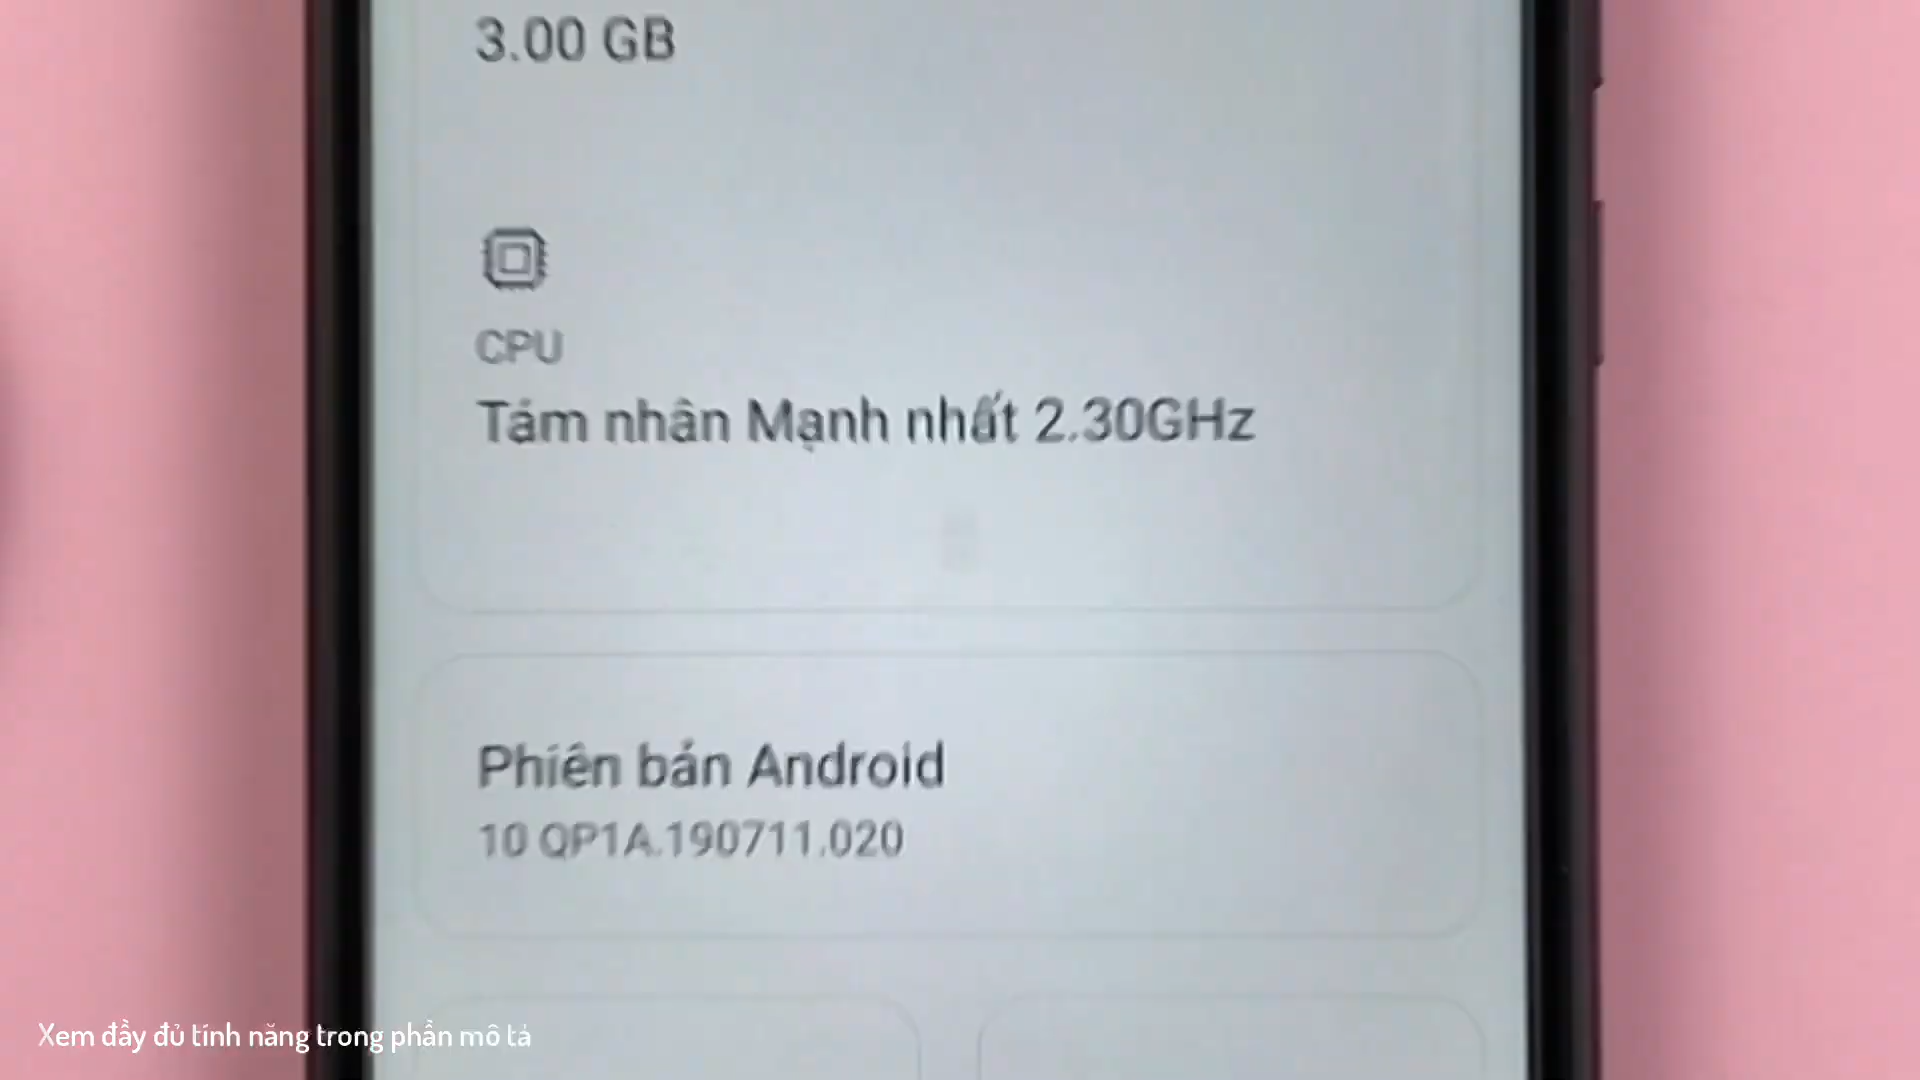 3.00 GB
CPU
Tám nhân Mạnh nhất 2.30GHz
Phiên bản Android
10 QP1A.190711.020
Xem đầy đủ tính năng trong phần mô tả